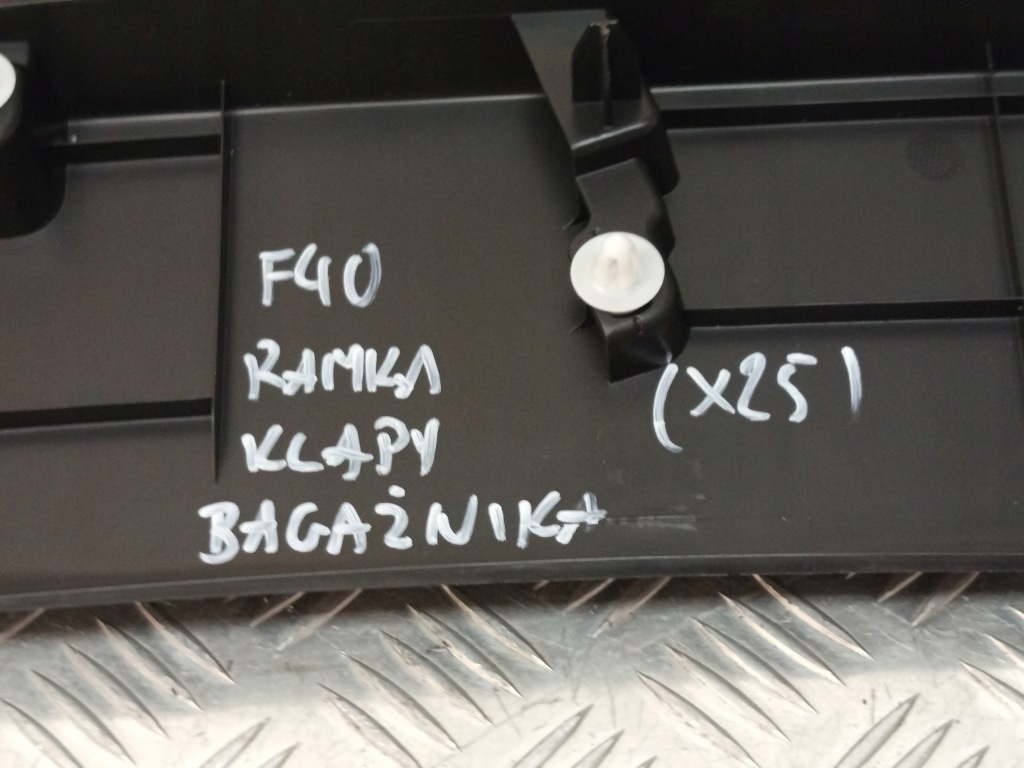 F40
RAMKA
KLAPY
BAGAŻNIKA
(X25)